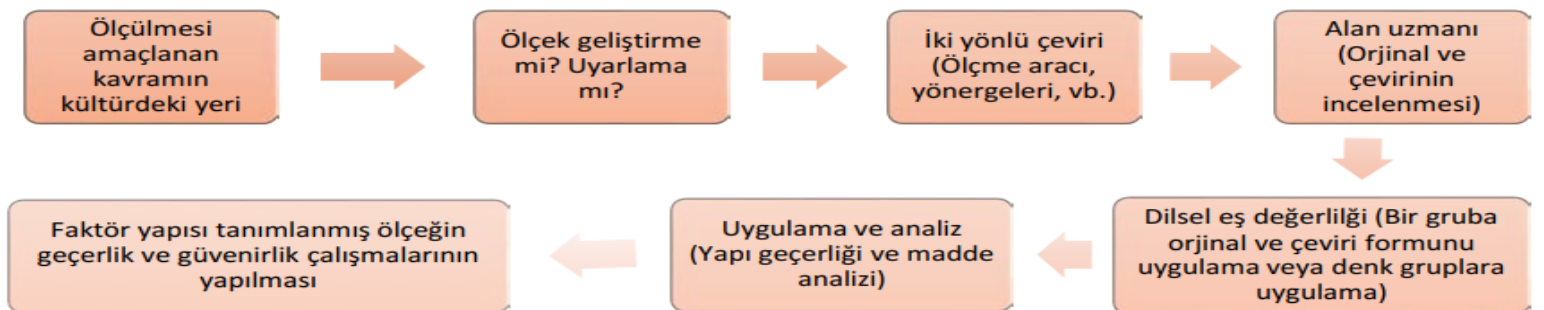 Ölçülmesi
amaçlanan
kavramın
kültürdeki yeri
Ölçek geliştirme
mi? Uyarlama
mı?
İki yönlü çeviri
(Ölçme aracı,
yönergeleri, vb.)
Alan uzmanı
(Orjinal ve
çevirinin
incelenmesi)
Dilsel eş değerlilği (Bir gruba
orjinal ve çeviri formunu
uygulama veya denk gruplara
uygulama)
Uygulama ve analiz
(Yapı geçerliği ve madde
analizi)
Faktör yapısı tanımlanmış ölçeğin
geçerlik ve güvenirlik çalışmalarının
yapılması